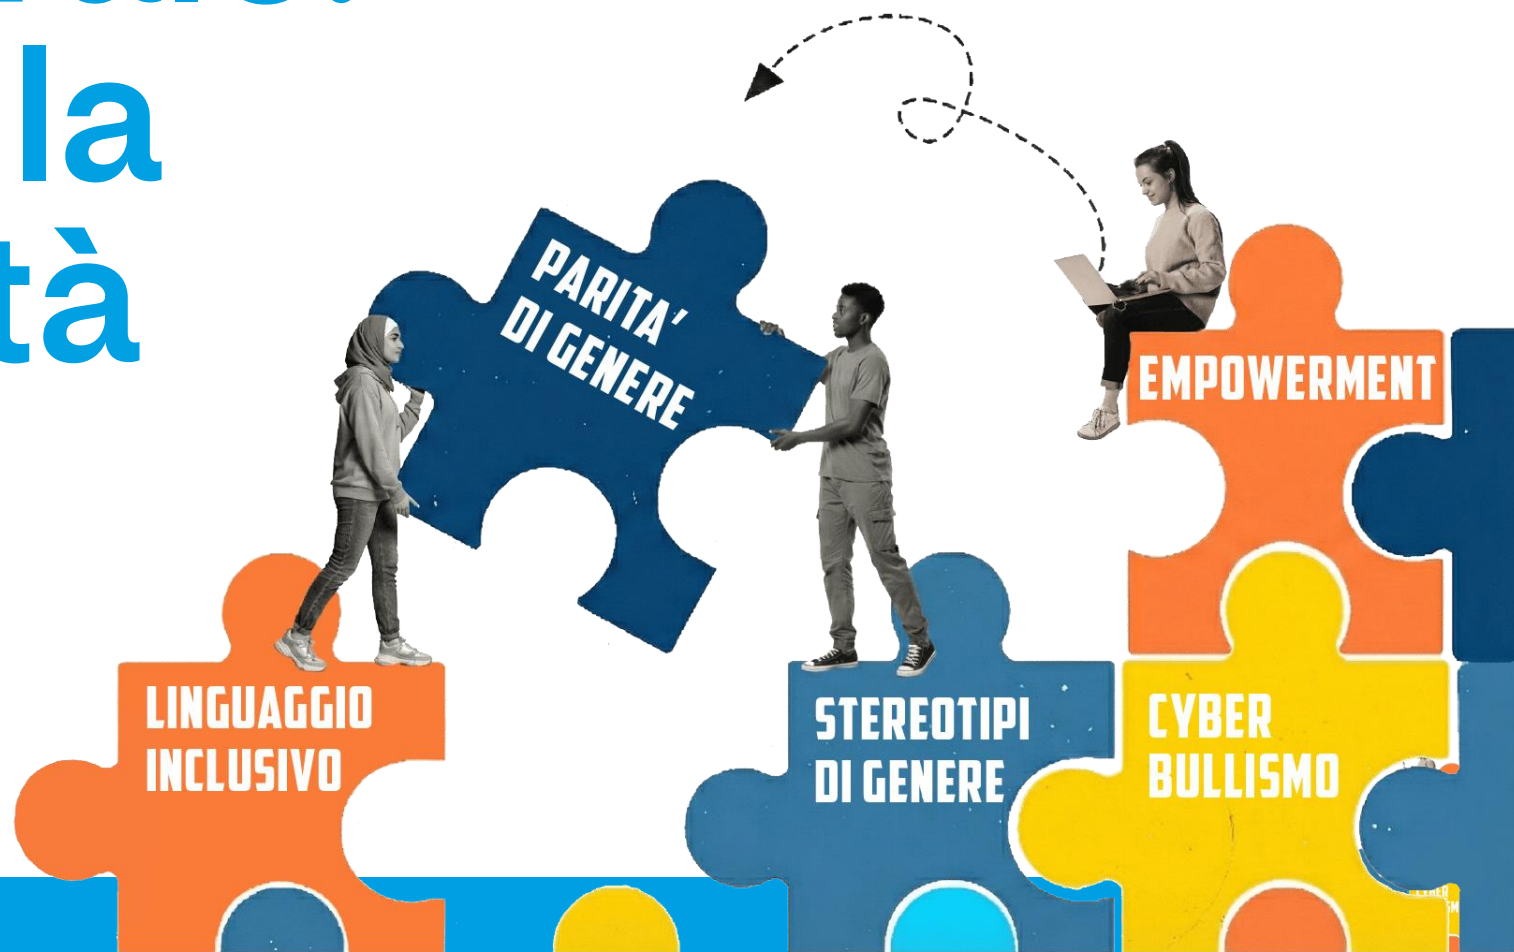 la
tà
PARITA'
DI GENERE
EMPOWERMENT
LINGUAGGIO
INCLUSIVO
STEREOTIPI
DI GENERE
CYBER
BULLISMO